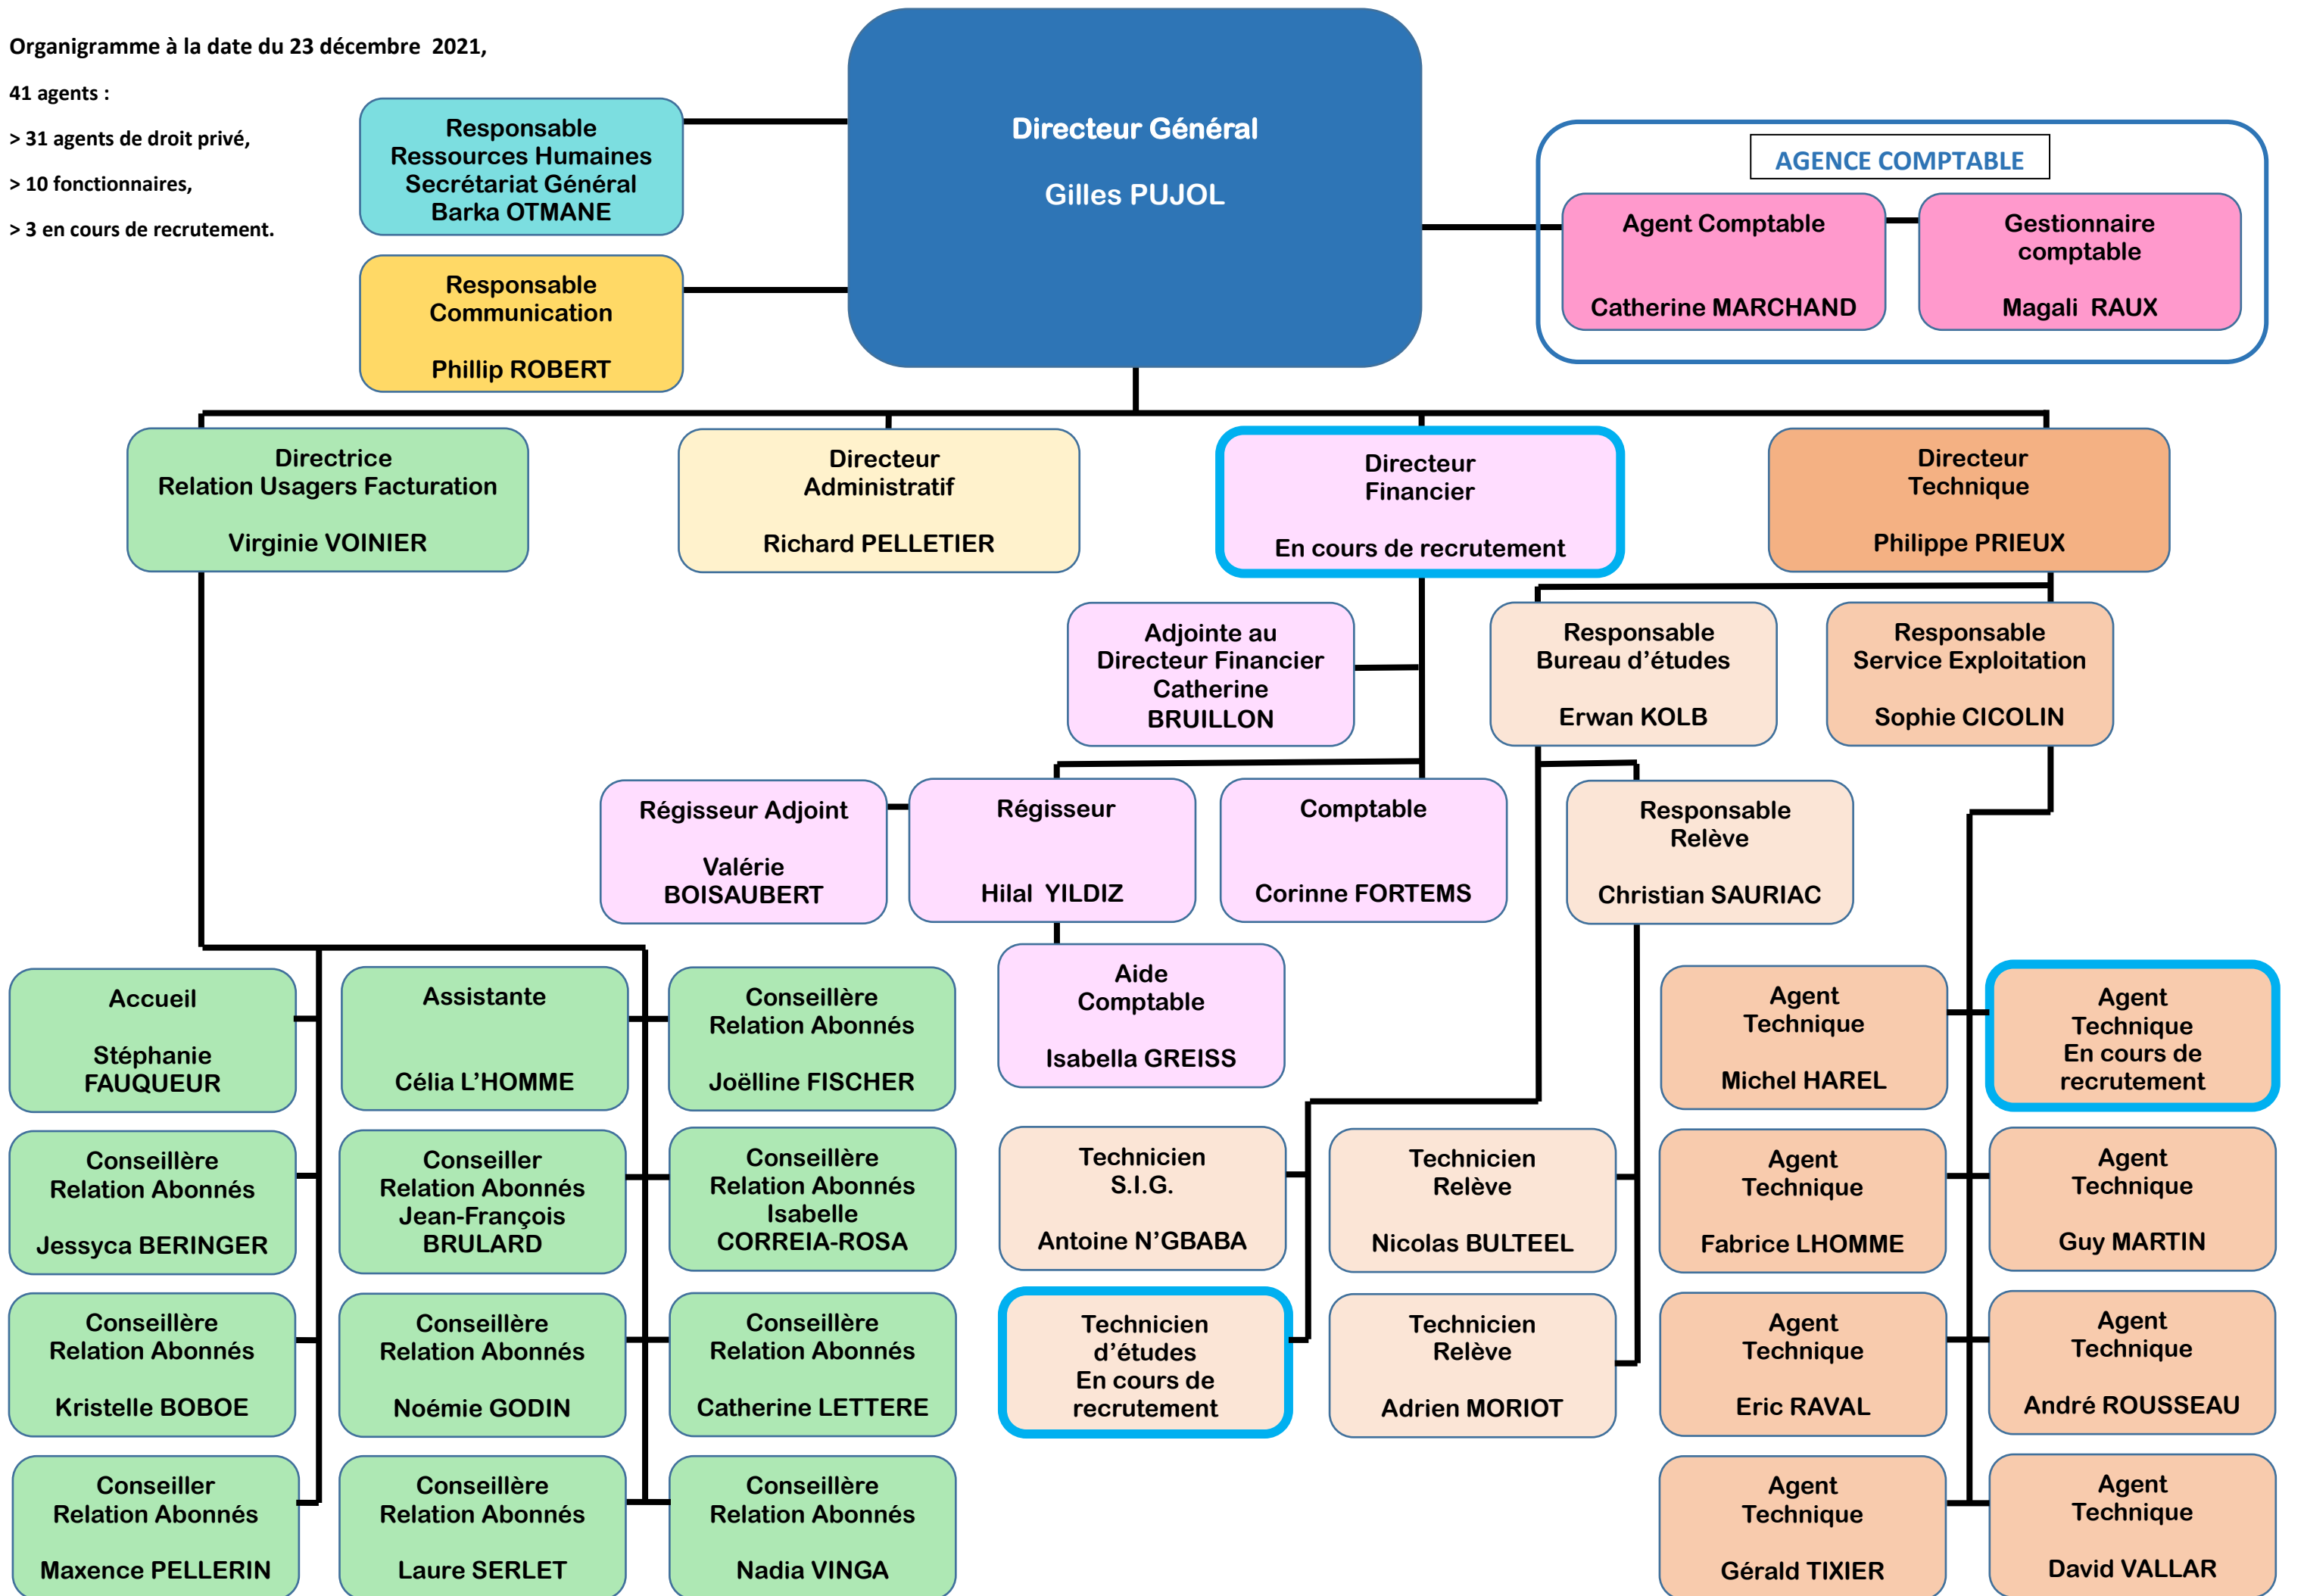 Organigramme à la date du 23 décembre  2021,
41 agents :
> 31 agents de droit privé,
> 10 fonctionnaires,
> 3 en cours de recrutement.
Responsable
Ressources Humaines
Secrétariat Général
Barka OTMANE
Responsable
Communication
Phillip ROBERT
Directeur Général
Gilles PUJOL
AGENCE COMPTABLE
Agent Comptable
Catherine MARCHAND
Gestionnaire
comptable
Magali  RAUX
Directrice
Relation Usagers Facturation
Virginie VOINIER
Directeur
Administratif
Richard PELLETIER
Directeur
Financier
En cours de recrutement
Directeur
Technique
Philippe PRIEUX
Adjointe au
Directeur Financier
Catherine
BRUILLON
Responsable
Bureau d’études
Erwan KOLB
Responsable
Service Exploitation
Sophie CICOLIN
Régisseur Adjoint
Valérie
BOISAUBERT
Régisseur
Hilal  YILDIZ
Comptable
Corinne FORTEMS
Responsable
Relève
Christian SAURIAC
Accueil
Stéphanie
FAUQUEUR
Assistante
Célia L’HOMME
Conseillère
Relation Abonnés
Joëlline FISCHER
Aide
Comptable
Isabella GREISS
Agent
Technique
Michel HAREL
Agent
Technique
En cours de
recrutement
Conseillère
Relation Abonnés
Jessyca BERINGER
Conseiller
Relation Abonnés
Jean-François
BRULARD
Conseillère
Relation Abonnés
Isabelle
CORREIA-ROSA
Technicien
S.I.G.
Antoine N’GBABA
Technicien
Relève
Nicolas BULTEEL
Agent
Technique
Fabrice LHOMME
Agent
Technique
Guy MARTIN
Conseillère
Relation Abonnés
Kristelle BOBOE
Conseillère
Relation Abonnés
Noémie GODIN
Conseillère
Relation Abonnés
Catherine LETTERE
Technicien
d’études
En cours de
recrutement
Technicien
Relève
Adrien MORIOT
Agent
Technique
Eric RAVAL
Agent
Technique
André ROUSSEAU
Conseiller
Relation Abonnés
Maxence PELLERIN
Conseillère
Relation Abonnés
Laure SERLET
Conseillère
Relation Abonnés
Nadia VINGA
Agent
Technique
Gérald TIXIER
Agent
Technique
David VALLAR